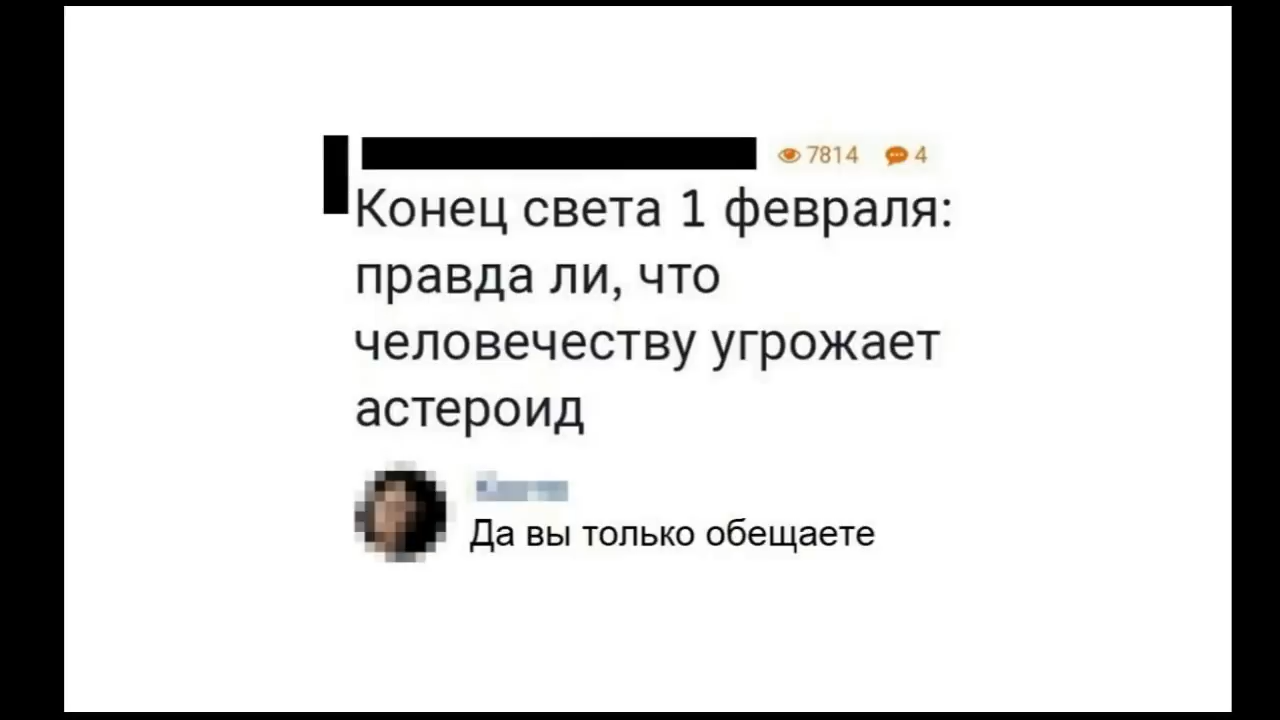 7814 4
Конец света 1 февраля:
правда ли, что
человечеству угрожает
астероид
Да вы только обещаете